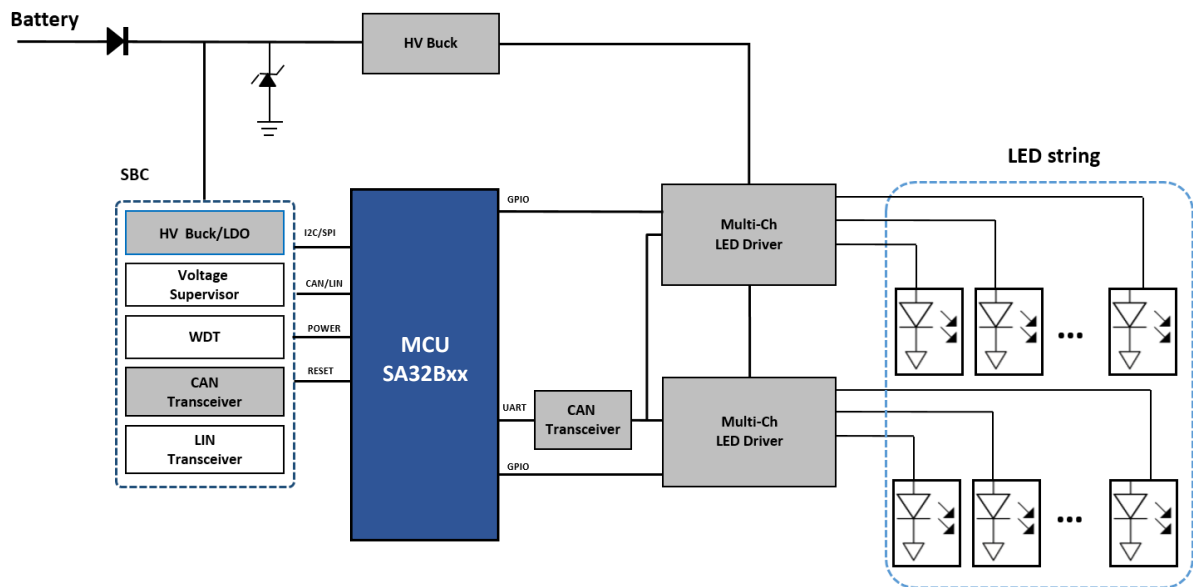 Battery
HV Buck
LED string
SBC
HV Buck/LDO
Voltage
Supervisor
WDT
CAN
Transceiver
LIN
Transceiver
I2C/SPI
CAN/LIN
POWER
RESET
MCU
SA32Bxx
GPIO
UART
GPIO
CAN
Transceiver
Multi-Ch
LED Driver
Multi-Ch
LED Driver
...
...